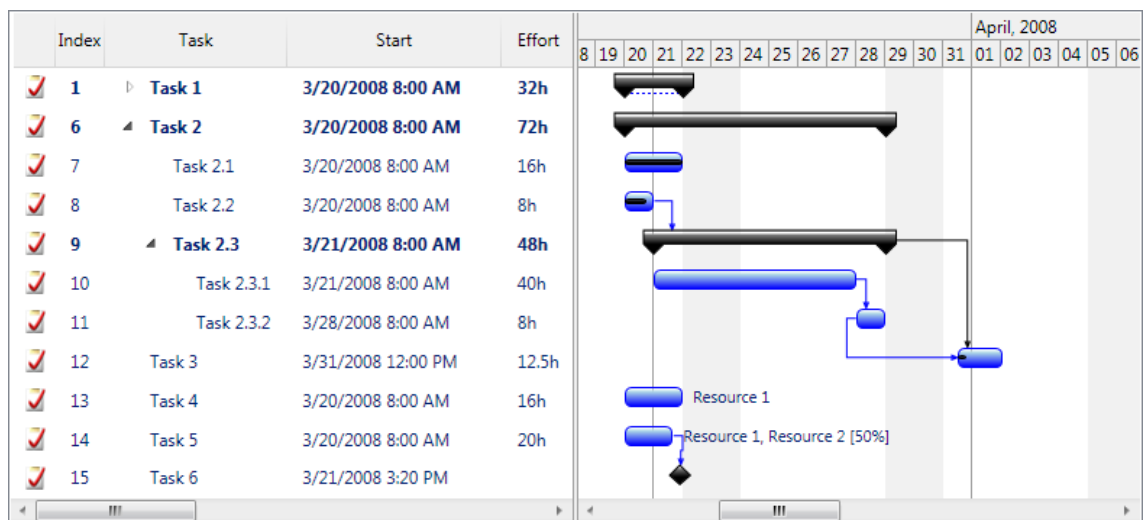 Index Task Start Effort April, 2008
8 19 20 21 22 23 24 25 26 27 28 29 30 31 01 02 03 04 05 06
1 Task 1 3/20/2008 8:00 AM 32h
6 Task 2 3/20/2008 8:00 AM 72h
7 Task 2.1 3/20/2008 8:00 AM 16h
8 Task 2.2 3/20/2008 8:00 AM 8h
9 Task 2.3 3/21/2008 8:00 AM 48h
10 Task 2.3.1 3/21/2008 8:00 AM 40h
11 Task 2.3.2 3/28/2008 8:00 AM 8h
12 Task 3 3/31/2008 12:00 PM 12.5h
13 Task 4 3/20/2008 8:00 AM 16h Resource 1
14 Task 5 3/20/2008 8:00 AM 20h Resource 1, Resource 2 [50%]
15 Task 6 3/21/2008 3:20 PM